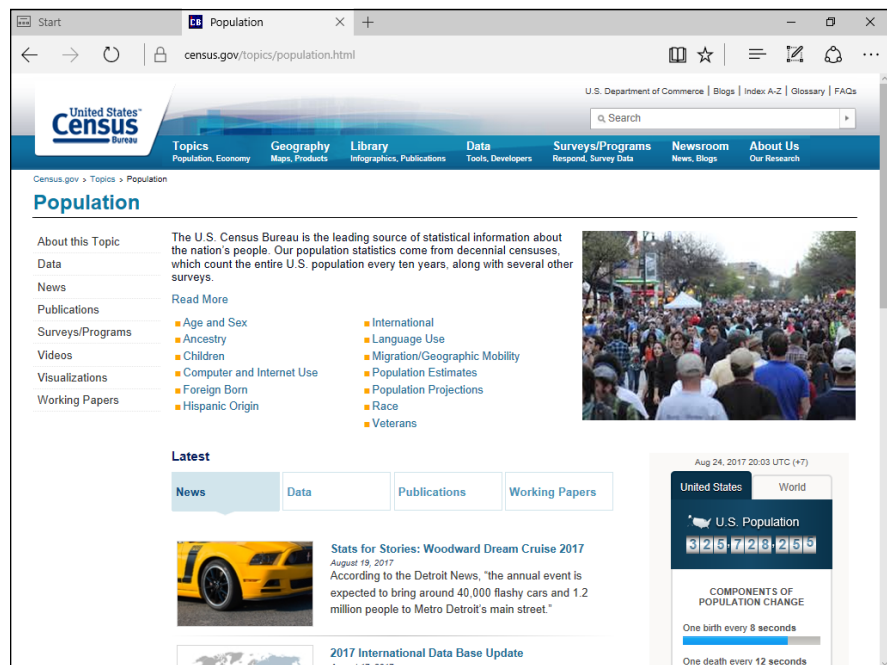 Start
CB Population
census.gov/topics/population.html
U.S. Department of Commerce | Blogs | Index A-Z | Glossary | FAQs
United States™
Census
Bureau
Search
Topics Geography Library Data Surveys/Programs Newsroom About Us
Population, Economy Maps, Products Infographics, Publications Tools, Developers Respond, Survey Data News, Blogs Our Research
Census.gov > Topics > Population
Population
About this Topic
Data
News
Publications
Surveys/Programs
Videos
Visualizations
Working Papers
The U.S. Census Bureau is the leading source of statistical information about
the nation's people. Our population statistics come from decennial censuses,
which count the entire U.S. population every ten years, along with several other
surveys.
Read More
Age and Sex
Ancestry
Children
Computer and Internet Use
Foreign Born
Hispanic Origin
International
Language Use
Migration/Geographic Mobility
Population Estimates
Population Projections
Race
Veterans
Latest
News Data Publications Working Papers
Stats for Stories: Woodward Dream Cruise 2017
August 19, 2017
According to the Detroit News, "the annual event is
expected to bring around 40,000 flashy cars and 1.2
million people to Metro Detroit's main street."
2017 International Data Base Update
Aug 24, 2017 20:03 UTC (+7)
United States World
U.S. Population
325,728,255
COMPONENTS OF
POPULATION CHANGE
One birth every 8 seconds
One death every 12 seconds